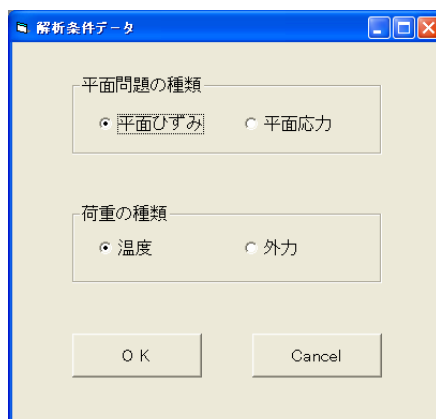 解析条件データ
平面問題の種類
平面ひずみ 平面応力
荷重の種類
温度 外力
OK Cancel